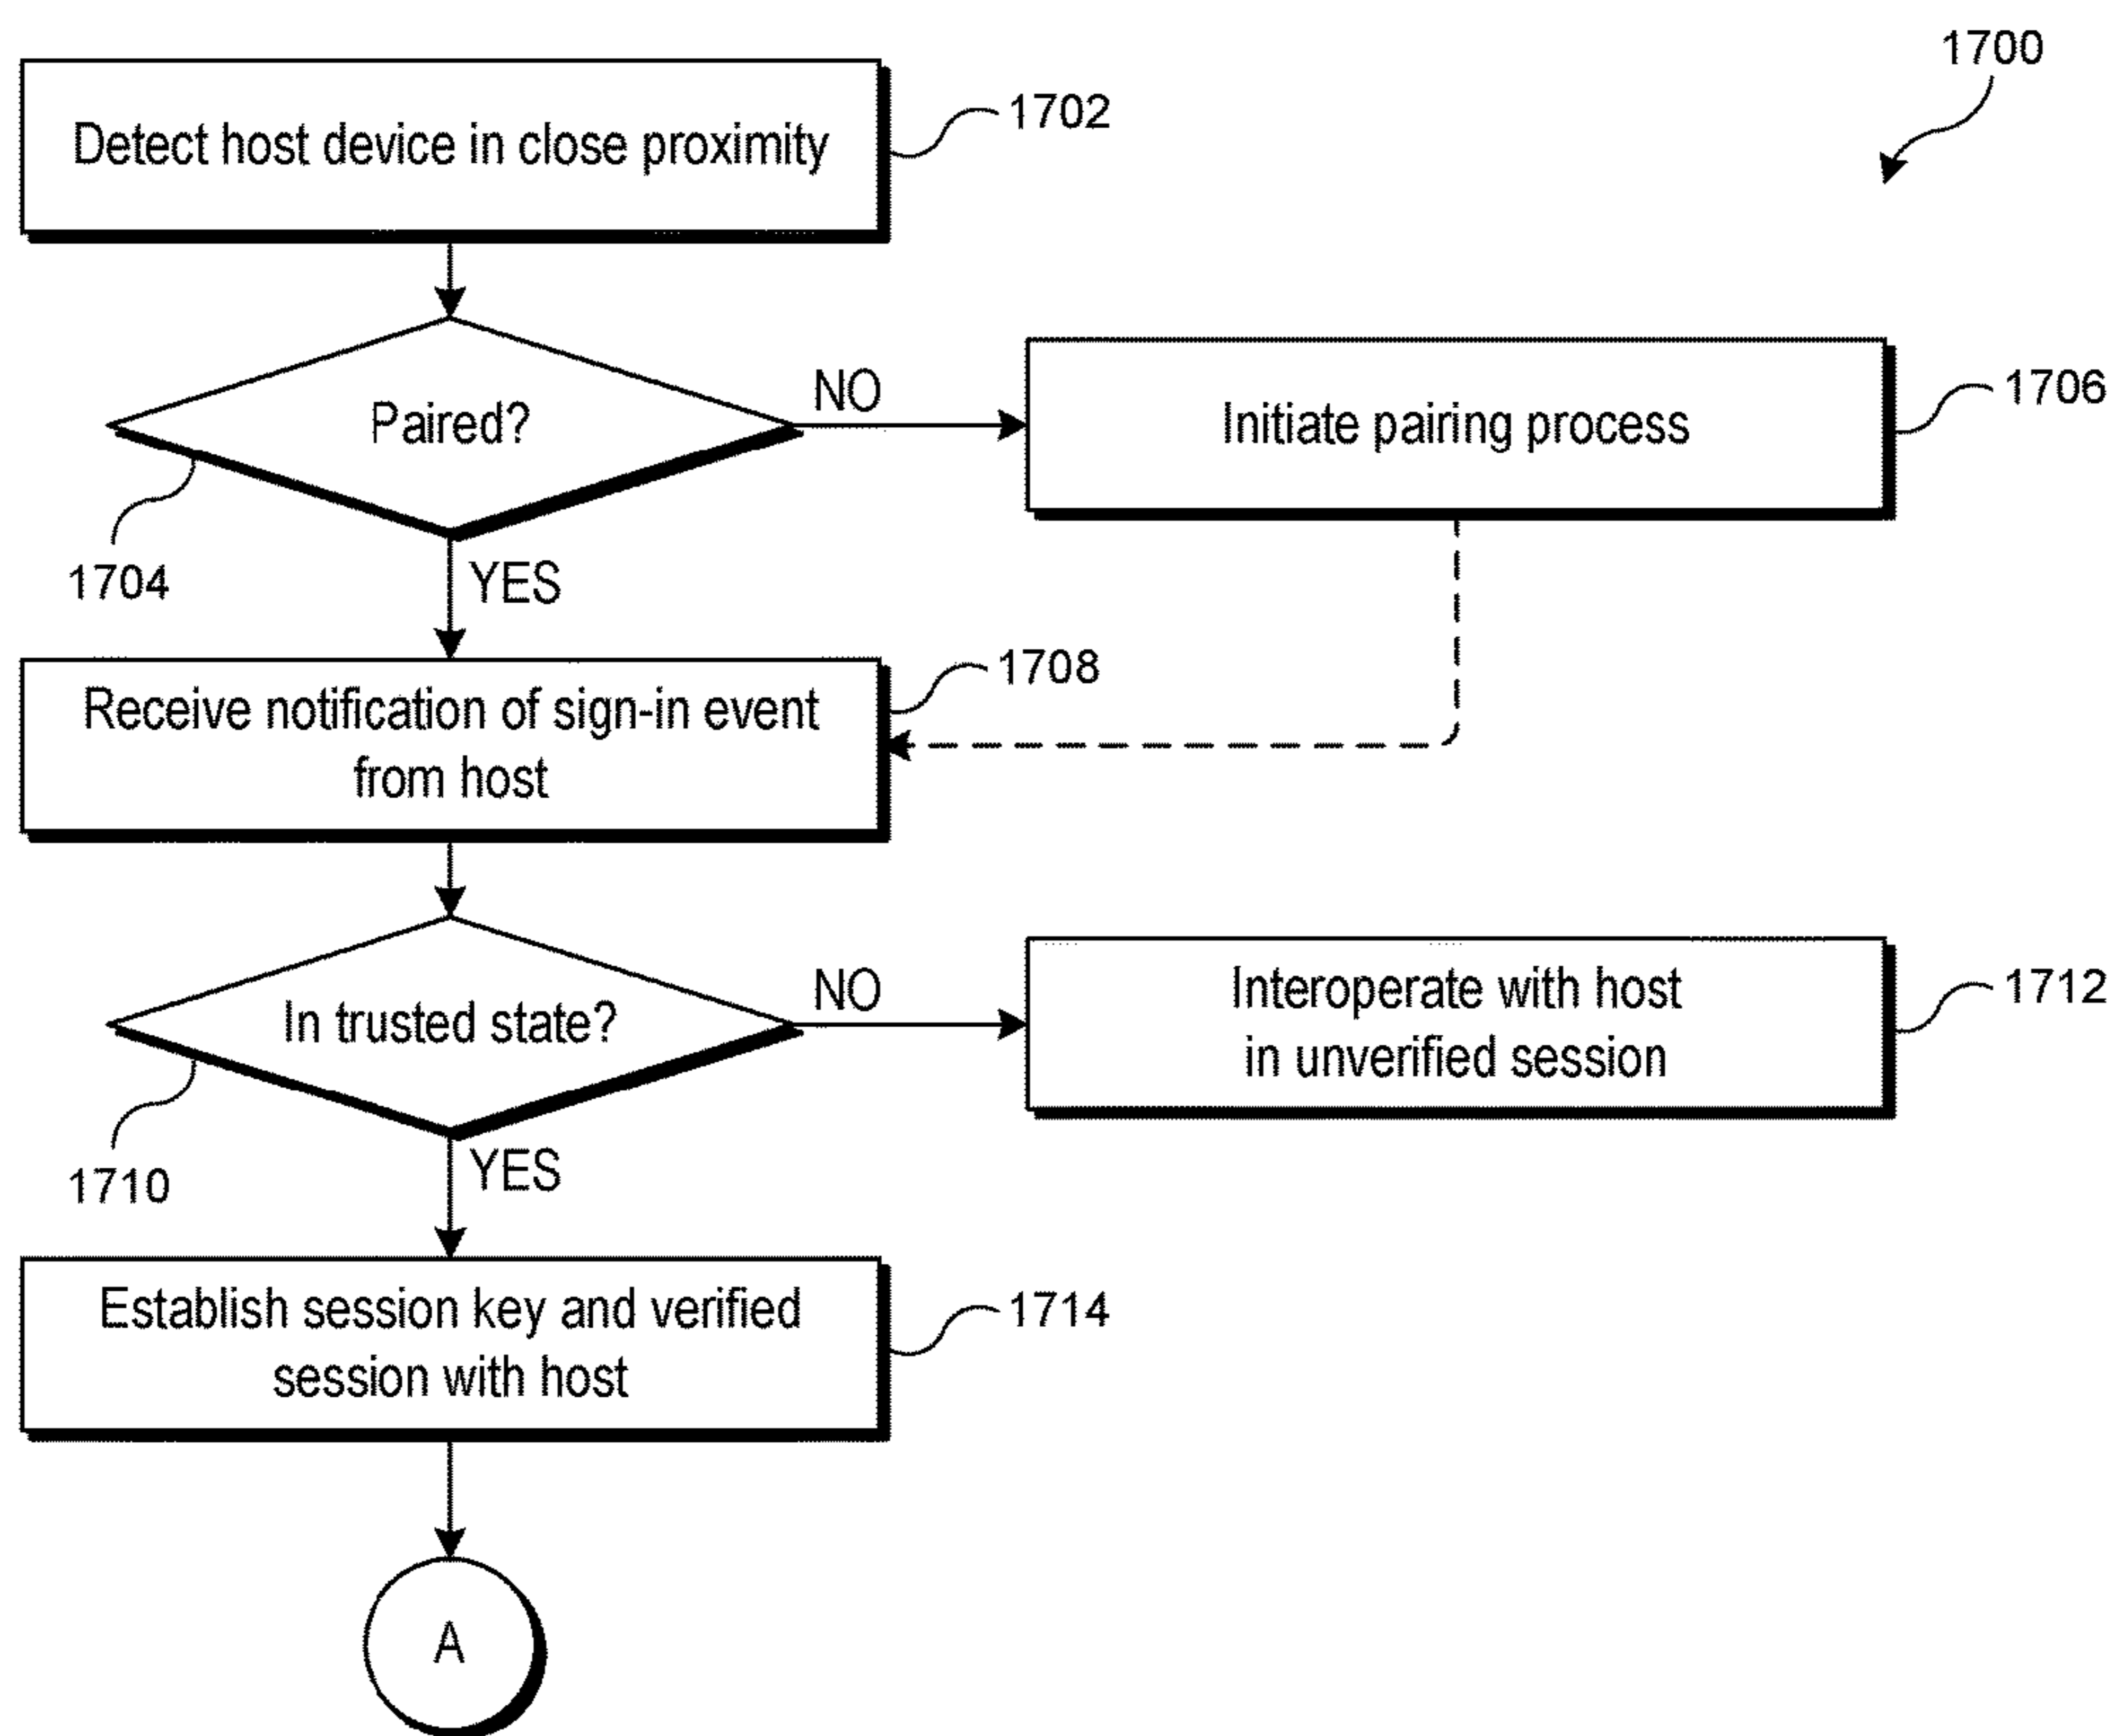 1700
Detect host device in close proximity
1702
Paired?
NO
Initiate pairing process
1706
1704
YES
Receive notification of sign-in event
from host
1708
In trusted state?
NO
Interoperate with host
in unverified session
1712
1710
YES
Establish session key and verified
session with host
1714
A